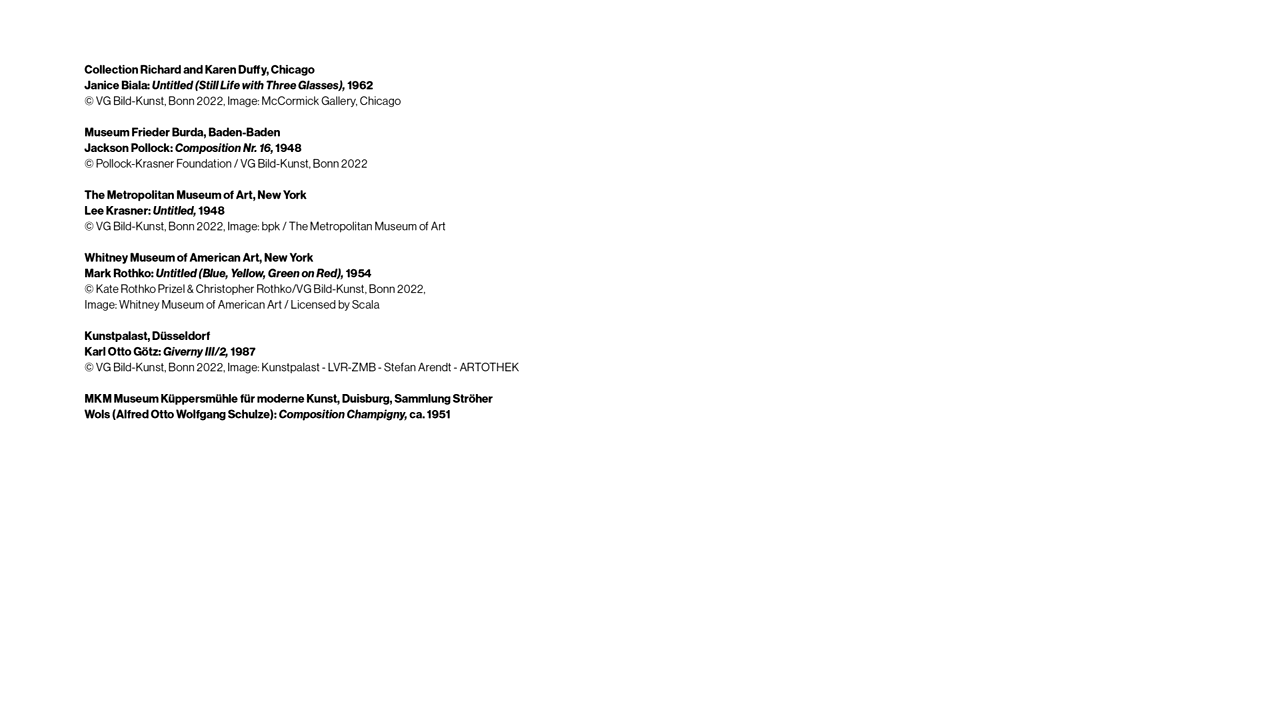 Collection Richard and Karen Duffy, Chicago
Janice Biala: Untitled (Still Life with Three Glasses), 1962
© VG Bild-Kunst, Bonn 2022, Image: McCormick Gallery, Chicago
Museum Frieder Burda, Baden-Baden
Jackson Pollock: Composition Nr. 16, 1948
© Pollock-Krasner Foundation / VG Bild-Kunst, Bonn 2022
The Metropolitan Museum of Art, New York
Lee Krasner: Untitled, 1948
© VG Bild-Kunst, Bonn 2022, Image: bpk / The Metropolitan Museum of Art
Whitney Museum of American Art, New York
Mark Rothko: Untitled (Blue, Yellow, Green on Red), 1954
© Kate Rothko Prizel & Christopher Rothko/VG Bild-Kunst, Bonn 2022,
Image: Whitney Museum of American Art / Licensed by Scala
Kunstpalast, Düsseldorf
Karl Otto Götz: Giverny III/2, 1987
© VG Bild-Kunst, Bonn 2022, Image: Kunstpalast - LVR-ZMB - Stefan Arendt - ARTOTHEK
MKM Museum Küppersmühle für moderne Kunst, Duisburg, Sammlung Ströher
Wols (Alfred Otto Wolfgang Schulze): Composition Champigny, ca. 1951